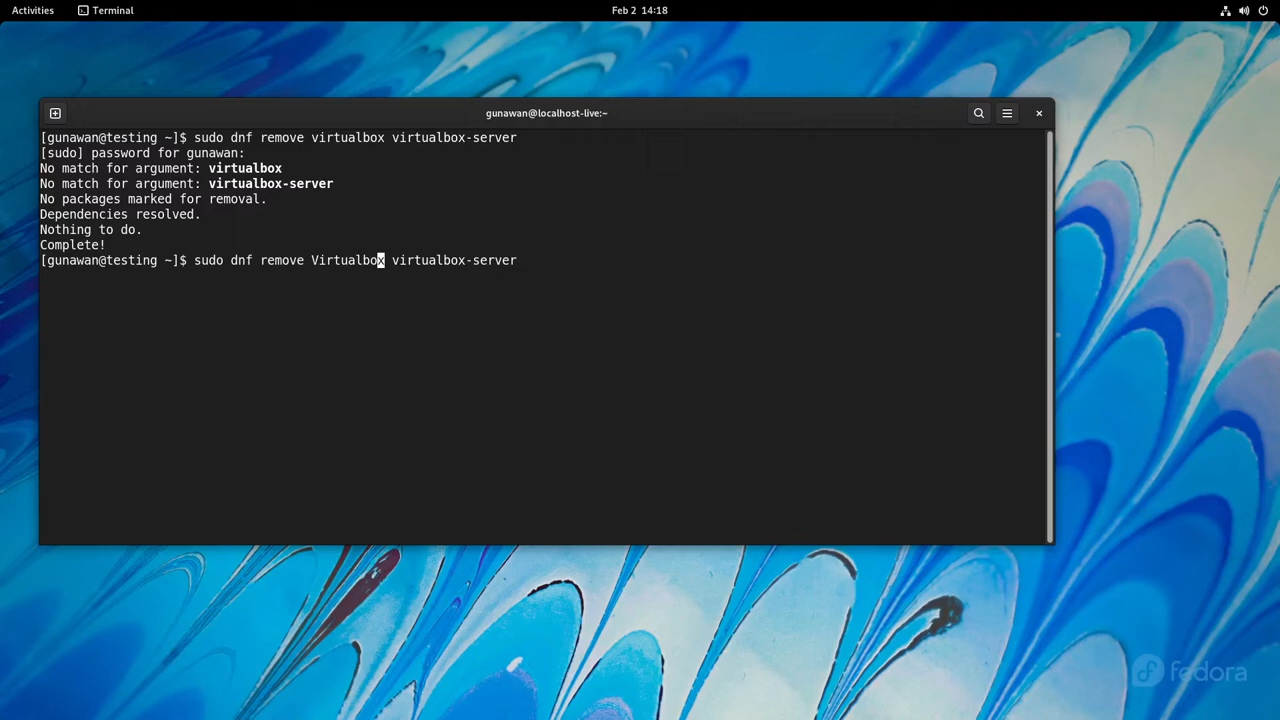 Activities
Terminal
Feb 2 14:18
gunawan@localhost-live:~
[gunawan@testing ~]$ sudo dnf remove virtualbox virtualbox-server
[sudo] password for gunawan:
No match for argument: virtualbox
No match for argument: virtualbox-server
No packages marked for removal.
Dependencies resolved.
Nothing to do.
Complete!
[gunawan@testing ~]$ sudo dnf remove Virtualbox virtualbox-server
fedora